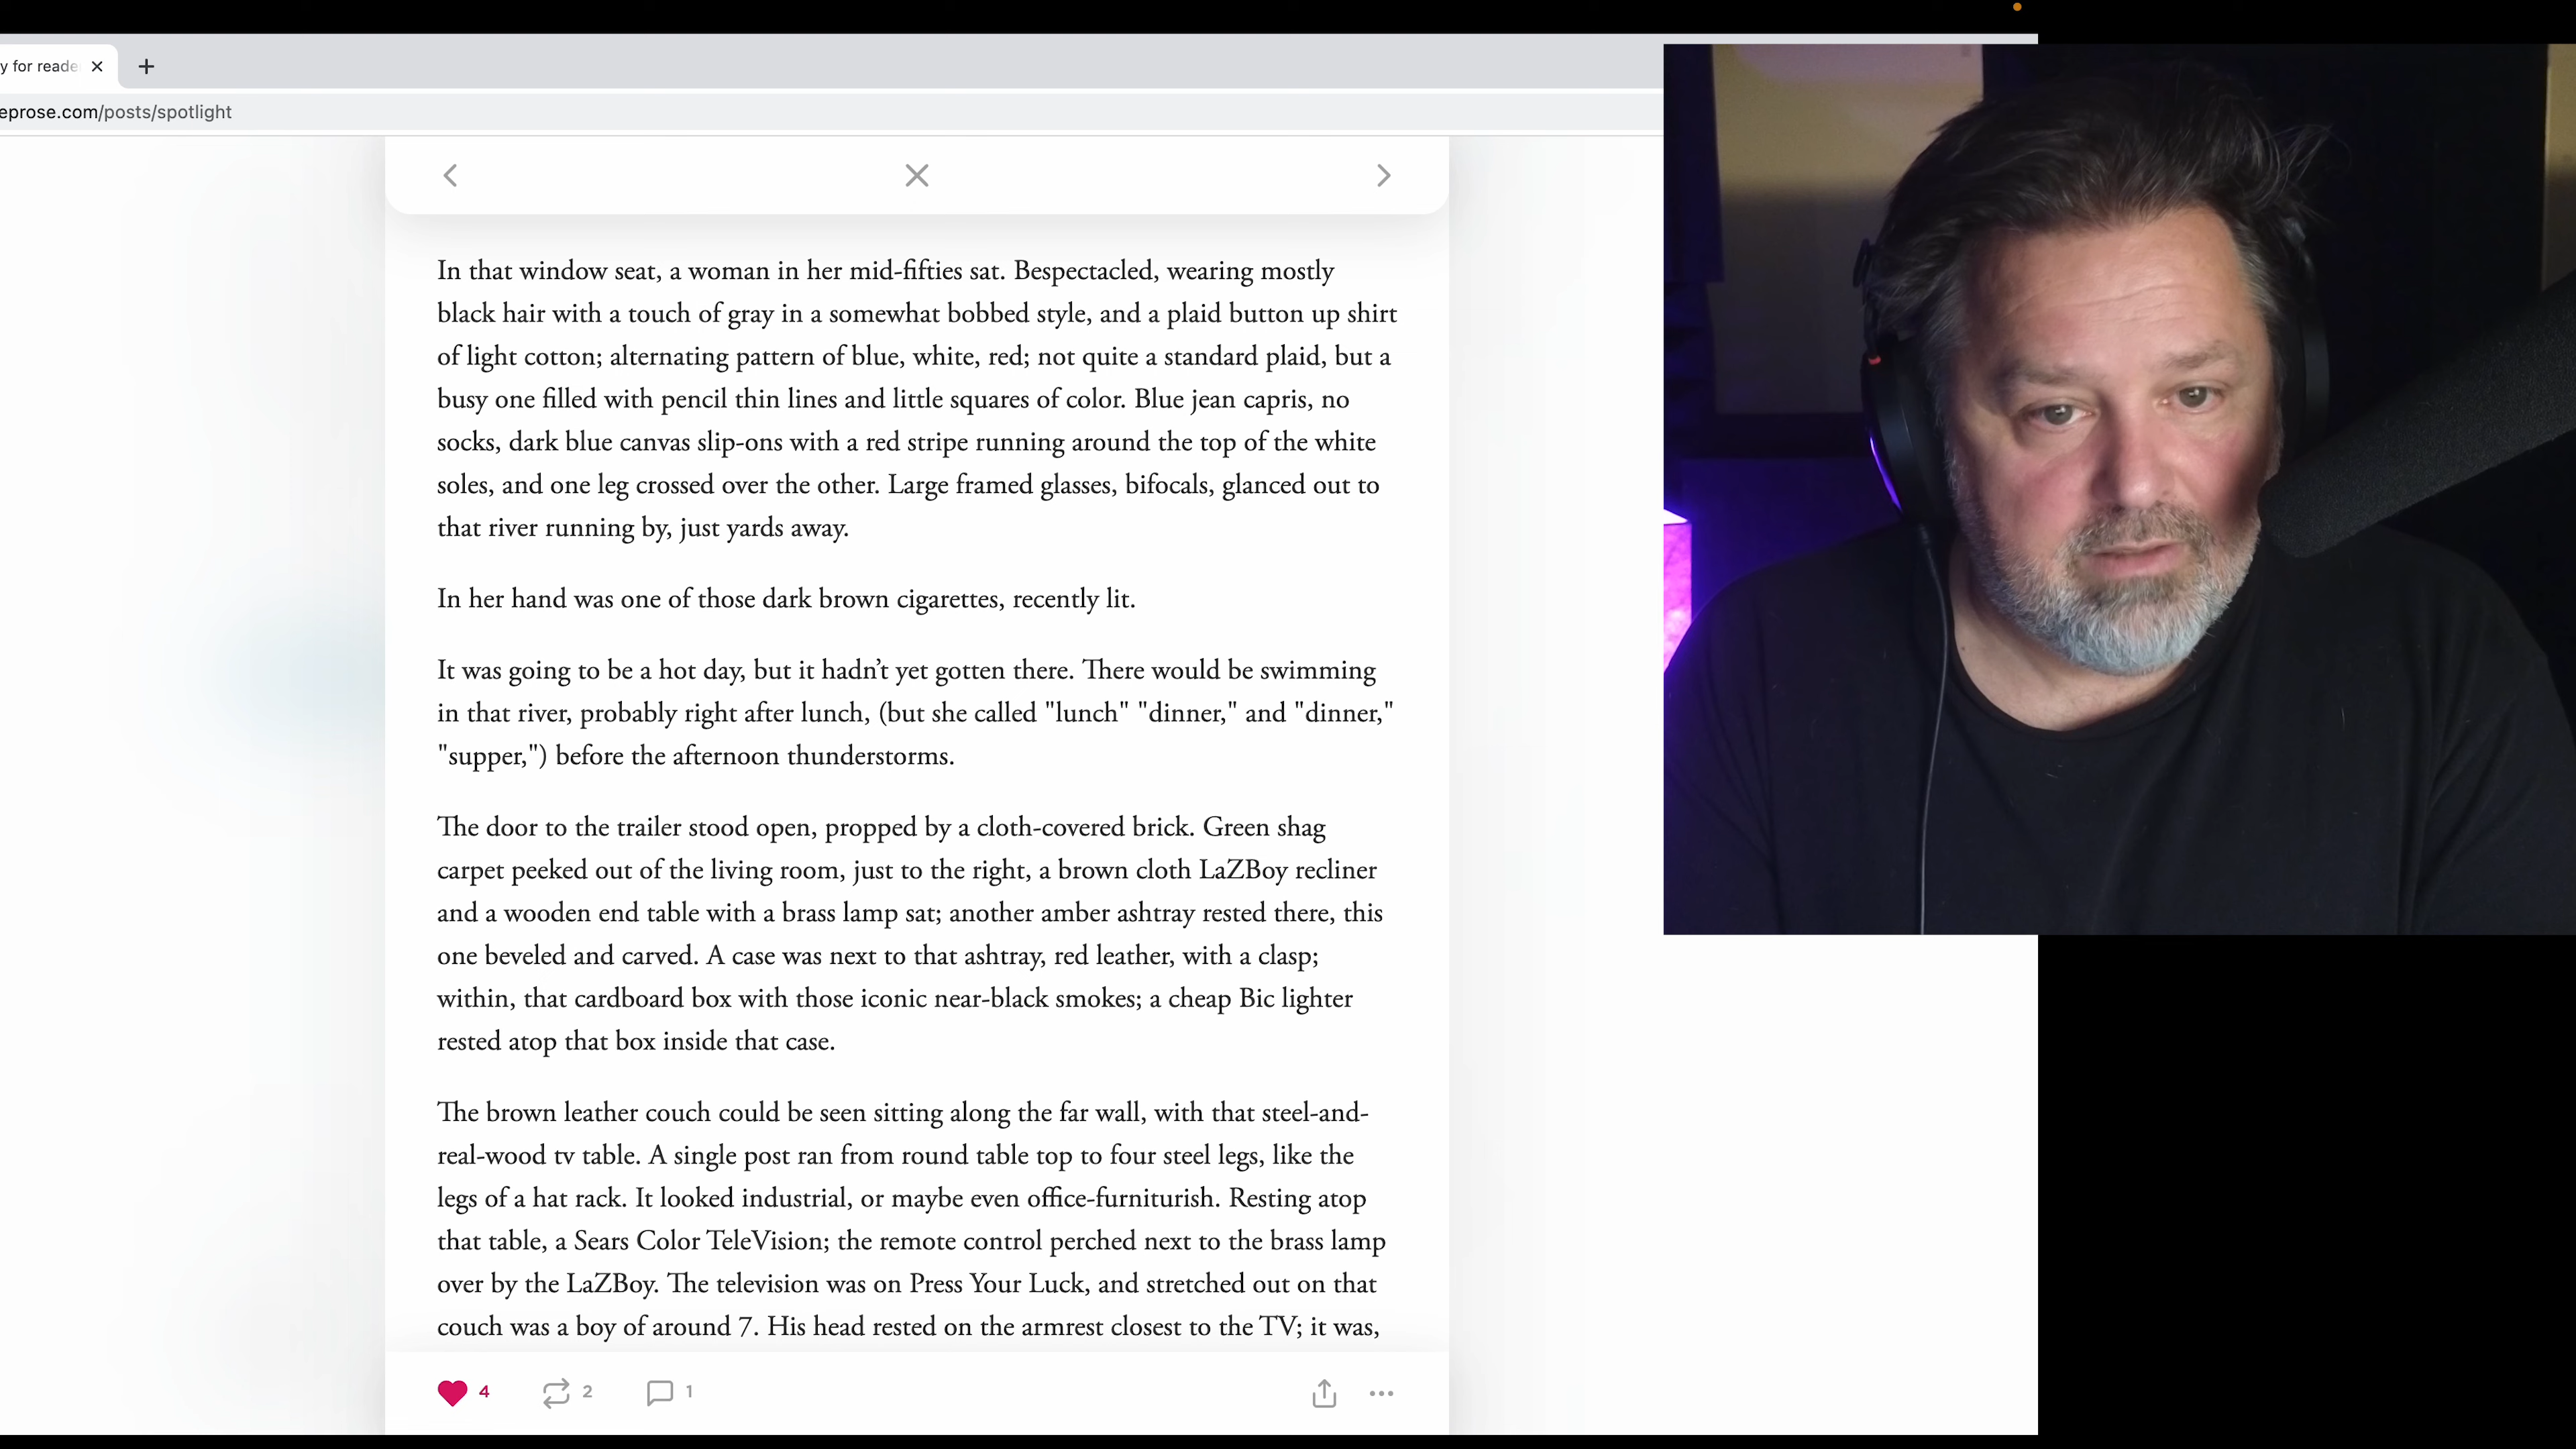 y for reade
eprose.com/posts/spotlight
In that window seat, a woman in her mid-fifties sat. Bespectacled, wearing mostly
black hair with a touch of gray in a somewhat bobbed style, and a plaid button up shirt
of light cotton; alternating pattern of blue, white, red; not quite a standard plaid, but a
busy one filled with pencil thin lines and little squares of color. Blue jean capris, no
socks, dark blue canvas slip-ons with a red stripe running around the top of the white
soles, and one leg crossed over the other. Large framed glasses, bifocals, glanced out to
that river running by, just yards away.
In her hand was one of those dark brown cigarettes, recently lit.
It was going to be a hot day, but it hadn’t yet gotten there. There would be swimming
in that river, probably right after lunch, (but she called "lunch" "dinner," and "dinner,"
"supper,") before the afternoon thunderstorms.
The door to the trailer stood open, propped by a cloth-covered brick. Green shag
carpet peeked out of the living room, just to the right, a brown cloth LaZBoy recliner
and a wooden end table with a brass lamp sat; another amber ashtray rested there, this
one beveled and carved. A case was next to that ashtray, red leather, with a clasp;
within, that cardboard box with those iconic near-black smokes; a cheap Bic lighter
rested atop that box inside that case.
The brown leather couch could be seen sitting along the far wall, with that steel-and-
real-wood tv table. A single post ran from round table top to four steel legs, like the
legs of a hat rack. It looked industrial, or maybe even office-furniturish. Resting atop
that table, a Sears Color TeleVision; the remote control perched next to the brass lamp
over by the LaZBoy. The television was on Press Your Luck, and stretched out on that
couch was a boy of around 7. His head rested on the armrest closest to the TV; it was,
4 2 1